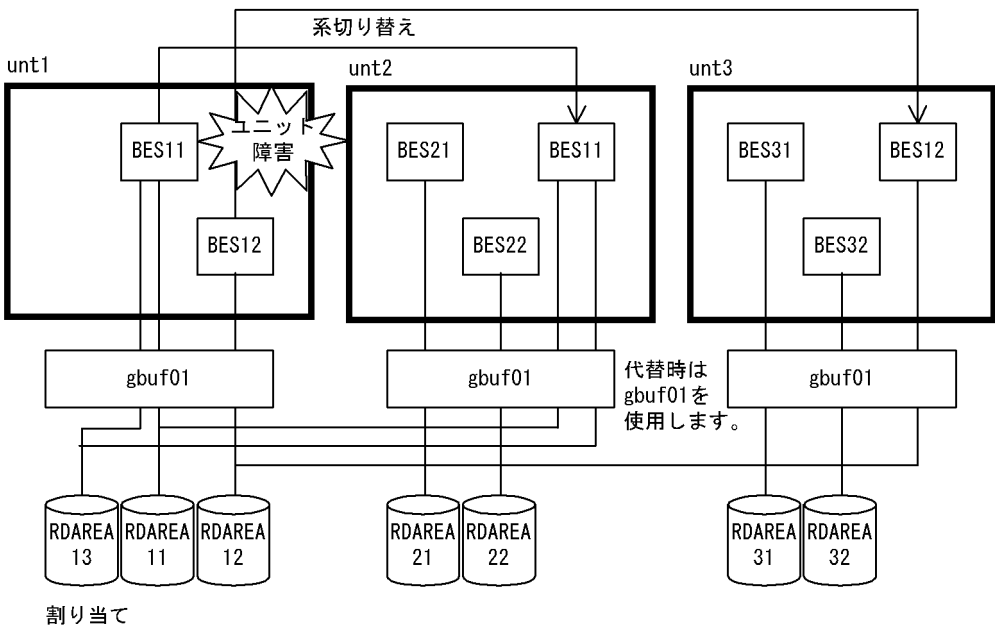 系切り替え
unt1
unt2
unt3
ユニット
障害
BES11
BES21
BES11
BES31
BES12
BES12
BES22
BES32
gbuf01
gbuf01
gbuf01
代替時は
gbuf01を
使用します。
RDAREA
13
RDAREA
11
RDAREA
12
RDAREA
21
RDAREA
22
RDAREA
31
RDAREA
32
割り当て